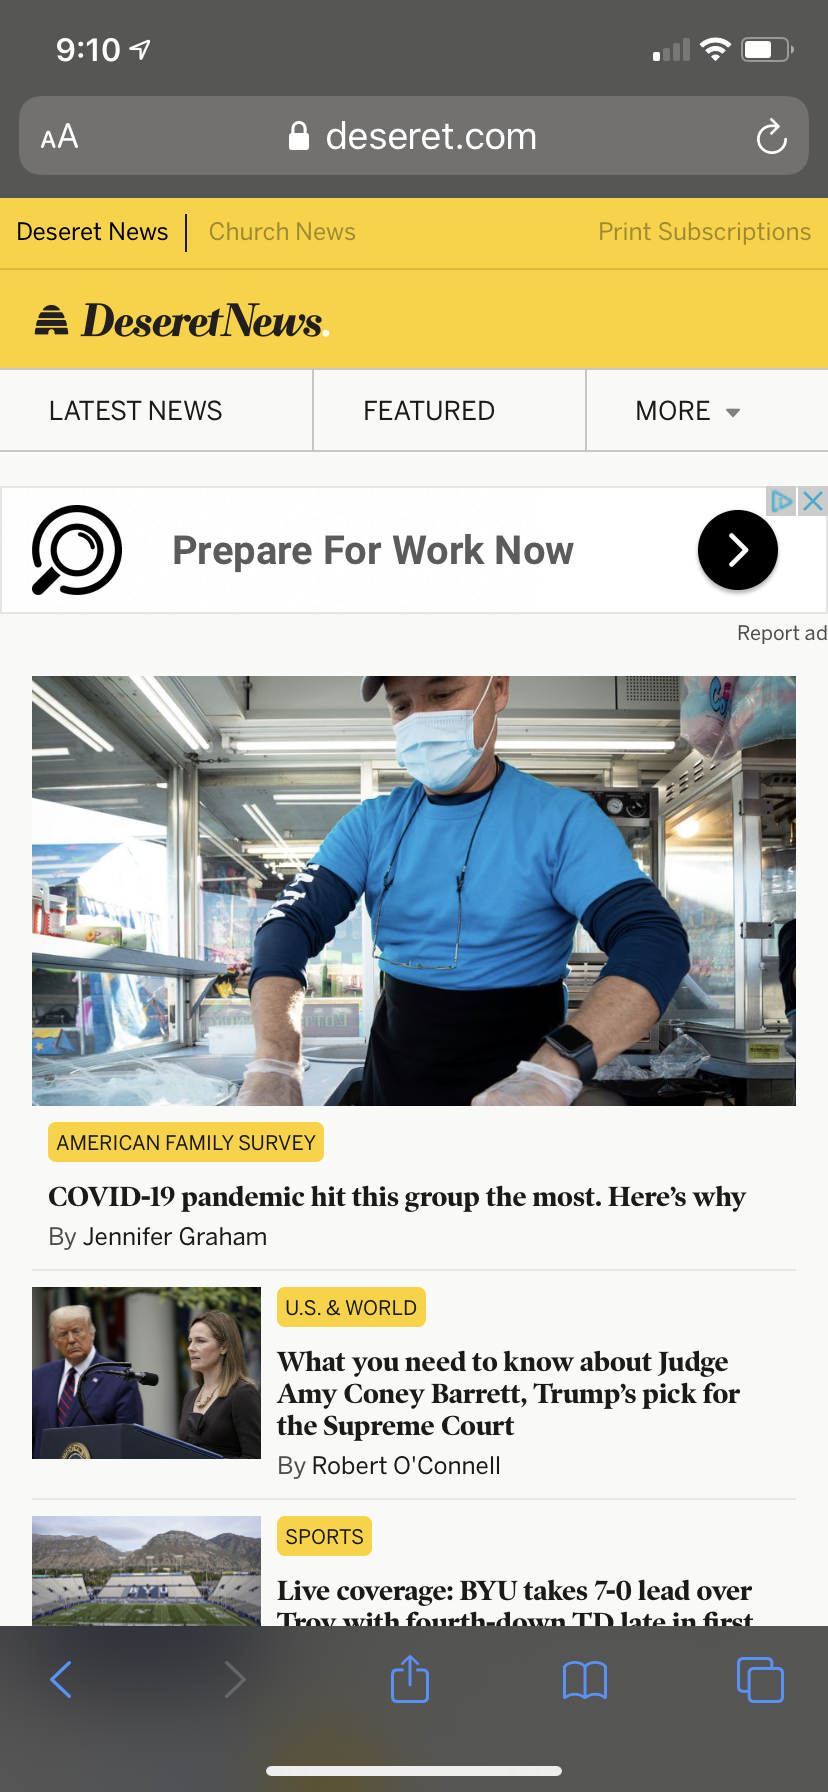 9:10
AA deseret.com
Deseret News Church News Print Subscriptions
Deseret News.
LATEST NEWS FEATURED MORE
Prepare For Work Now
Report ad
AMERICAN FAMILY SURVEY
COVID-19 pandemic hit this group the most. Here’s why
By Jennifer Graham
U.S. & WORLD
What you need to know about Judge
Amy Coney Barrett, Trump’s pick for
the Supreme Court
By Robert O'Connell
SPORTS
Live coverage: BYU takes 7-0 lead over
Troy with fourth-down TD late in first